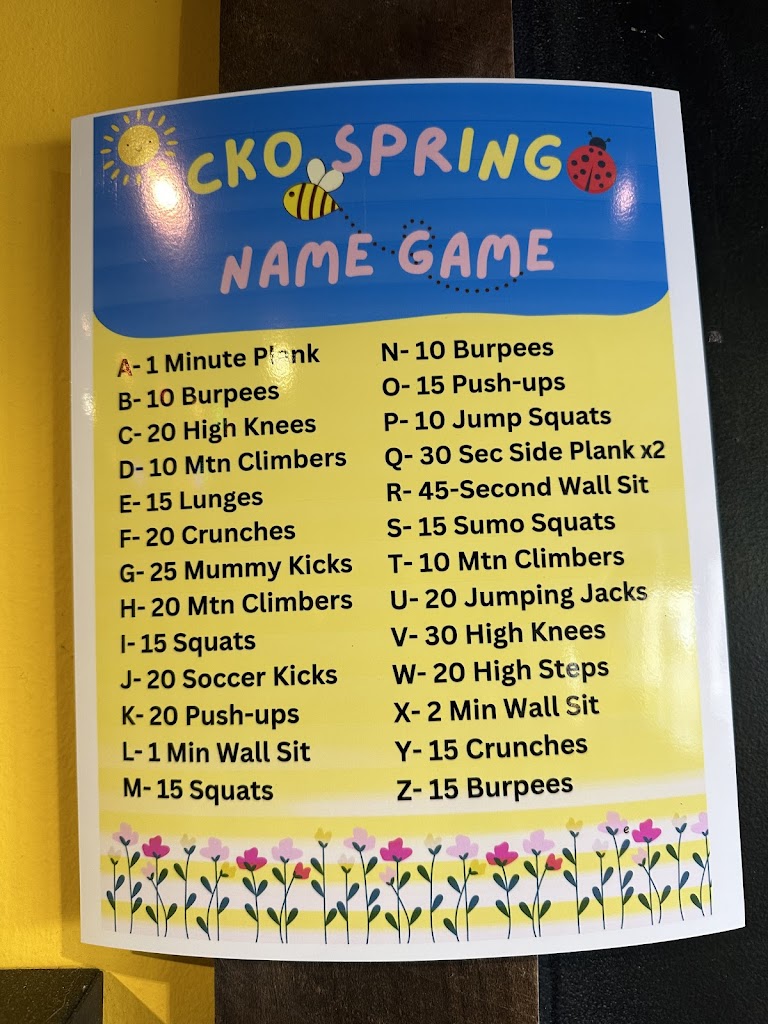 CKO SPRING
NAME GAME
A- 1 Minute Plank
B- 10 Burpees
C- 20 High Knees
D- 10 Mtn Climbers
E- 15 Lunges
F- 20 Crunches
G- 25 Mummy Kicks
H- 20 Mtn Climbers
I- 15 Squats
J- 20 Soccer Kicks
K- 20 Push-ups
L- 1 Min Wall Sit
M- 15 Squats
N- 10 Burpees
O- 15 Push-ups
P- 10 Jump Squats
Q- 30 Sec Side Plank x2
R- 45-Second Wall Sit
S- 15 Sumo Squats
T- 10 Mtn Climbers
U- 20 Jumping Jacks
V- 30 High Knees
W- 20 High Steps
X- 2 Min Wall Sit
Y- 15 Crunches
Z- 15 Burpees
e